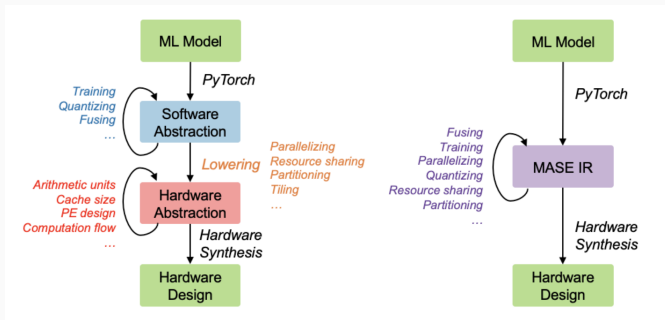 ML Model
PyTorch
Training
Quantizing
Fusing
...
Software
Abstraction
Lowering
Parallelizing
Resource sharing
Partitioning
Tiling
...
Arithmetic units
Cache size
PE design
Computation flow
...
Hardware
Abstraction
Hardware
Synthesis
Hardware
Design
ML Model
PyTorch
Fusing
Training
Parallelizing
Quantizing
Resource sharing
Partitioning
...
MASE IR
Hardware
Synthesis
Hardware
Design